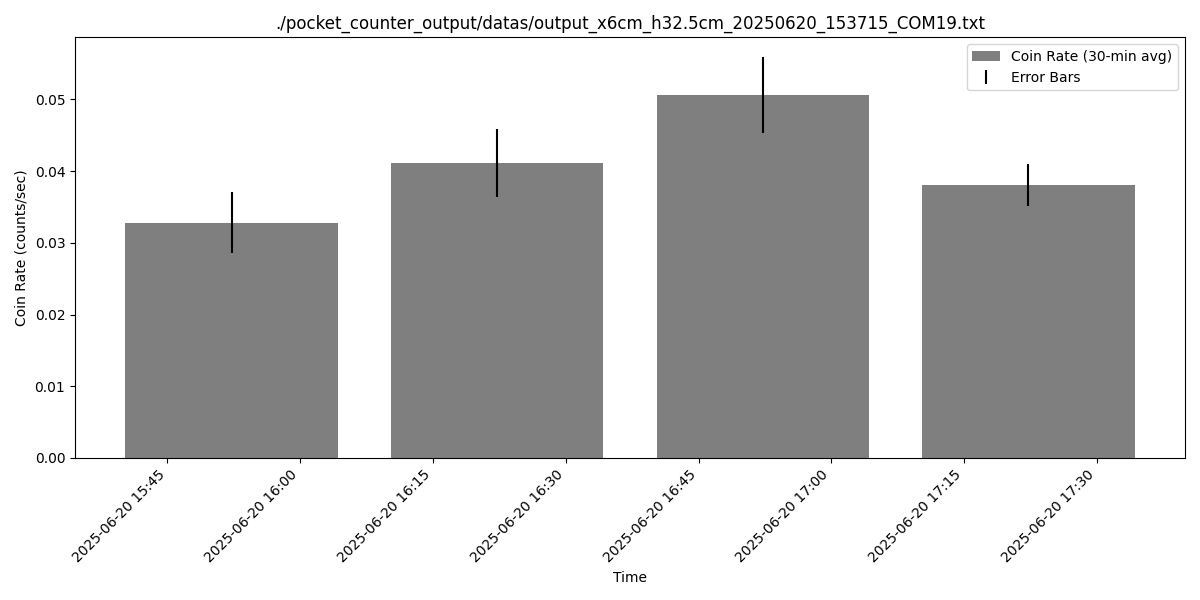 ./pocket_counter_output/datas/output_x6cm_h32.5cm_20250620_153715_COM19.txt
Coin Rate (30-min avg)
Error Bars
Coin Rate (counts/sec)
0.05
0.04
0.03
0.02
0.01
0.00
2025-06-20 15:45
2025-06-20 16:00
2025-06-20 16:15
2025-06-20 16:30
2025-06-20 16:45
2025-06-20 17:00
2025-06-20 17:15
2025-06-20 17:30
Time